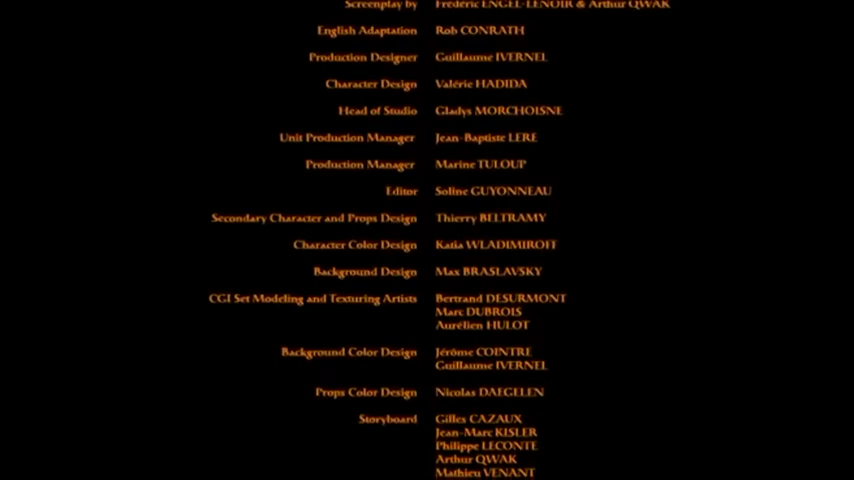 Screenplay by Frédéric ENGEL-LENOIR & Arthur QWAK
English Adaptation Rob CONRATH
Production Designer Guillaume IVERNEL
Character Design Valérie HADIDA
Head of Studio Gladys MORCHOISNE
Unit Production Manager Jean-Baptiste LERE
Production Manager Marine TULOUP
Editor Soline GUYONNEAU
Secondary Character and Props Design Thierry BELTRAMY
Character Color Design Katia WLADIMIROFF
Background Design Max BRASLAVSKY
CGI Set Modeling and Texturing Artists Bertrand DESURMONT
Marc DUBROIS
Aurélien HULOT
Background Color Design Jérôme COINTRE
Guillaume IVERNEL
Props Color Design Nicolas DAEGELEN
Storyboard Gilles CAZAUX
Jean-Marc KISLER
Philippe LECONTE
Arthur QWAK
Mathieu VENANT